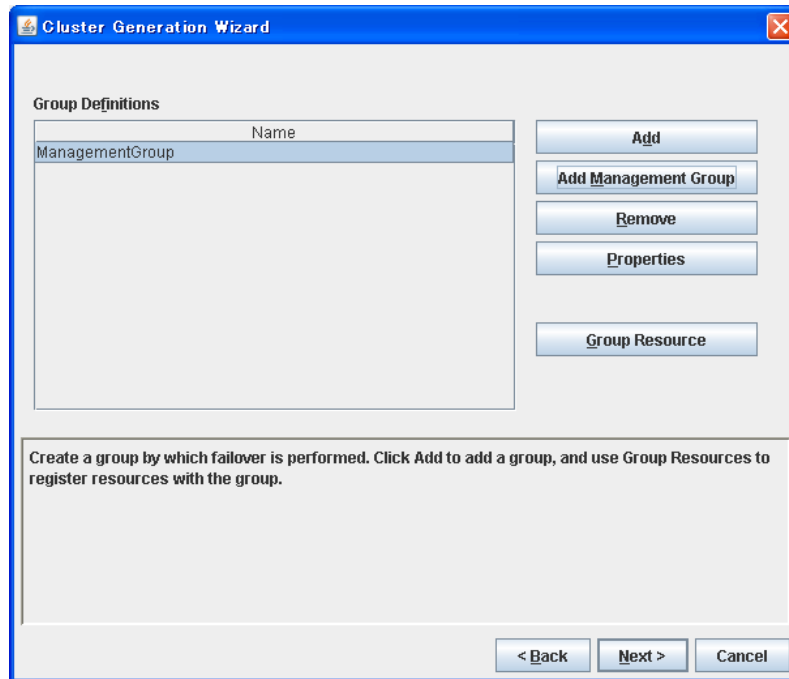 Cluster Generation Wizard
Group Definitions
Name
ManagementGroup
Add
Add Management Group
Remove
Properties
Group Resource
Create a group by which failover is performed. Click Add to add a group, and use Group Resources to
register resources with the group.
< Back
Next >
Cancel